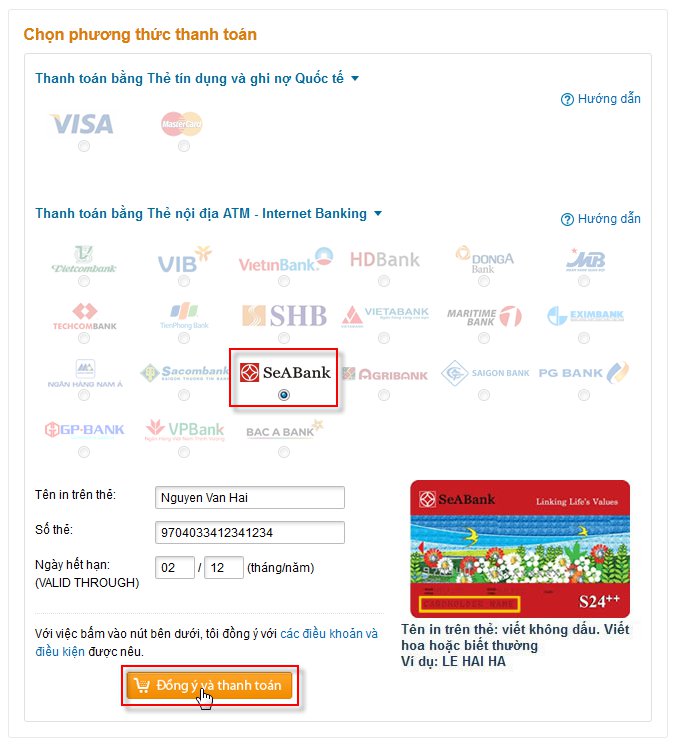 Chọn phương thức thanh toán
Thanh toán bằng Thẻ tín dụng và ghi nợ Quốc tế
Hướng dẫn
VISA MasterCard
Thanh toán bằng Thẻ nội địa ATM - Internet Banking
Hướng dẫn
Vietcombank VIB VietinBank HDBank DONGA Bank MB
TECHCOMBANK TienPhong Bank SHB VIETABANK MARITIME BANK EXIMBANK
NGÂN HÀNG NAM Á Sacombank SeABank AGRIBANK SAIGON BANK PG BANK
GP.BANK VPBank BAC A BANK
Tên in trên thẻ: Nguyen Van Hai
Số thẻ: 9704033412341234
Ngày hết hạn: 02 / 12 (tháng/năm)
(VALID THROUGH)
SeABank Linking Life's Values
CARDHOLDER NAME S24++
Tên in trên thẻ: viết không dấu. Viết
hoa hoặc biết thường
Ví dụ: LE HAI HA
Với việc bấm vào nút bên dưới, tôi đồng ý với các điều khoản và
điều kiện được nêu.
Đồng ý và thanh toán